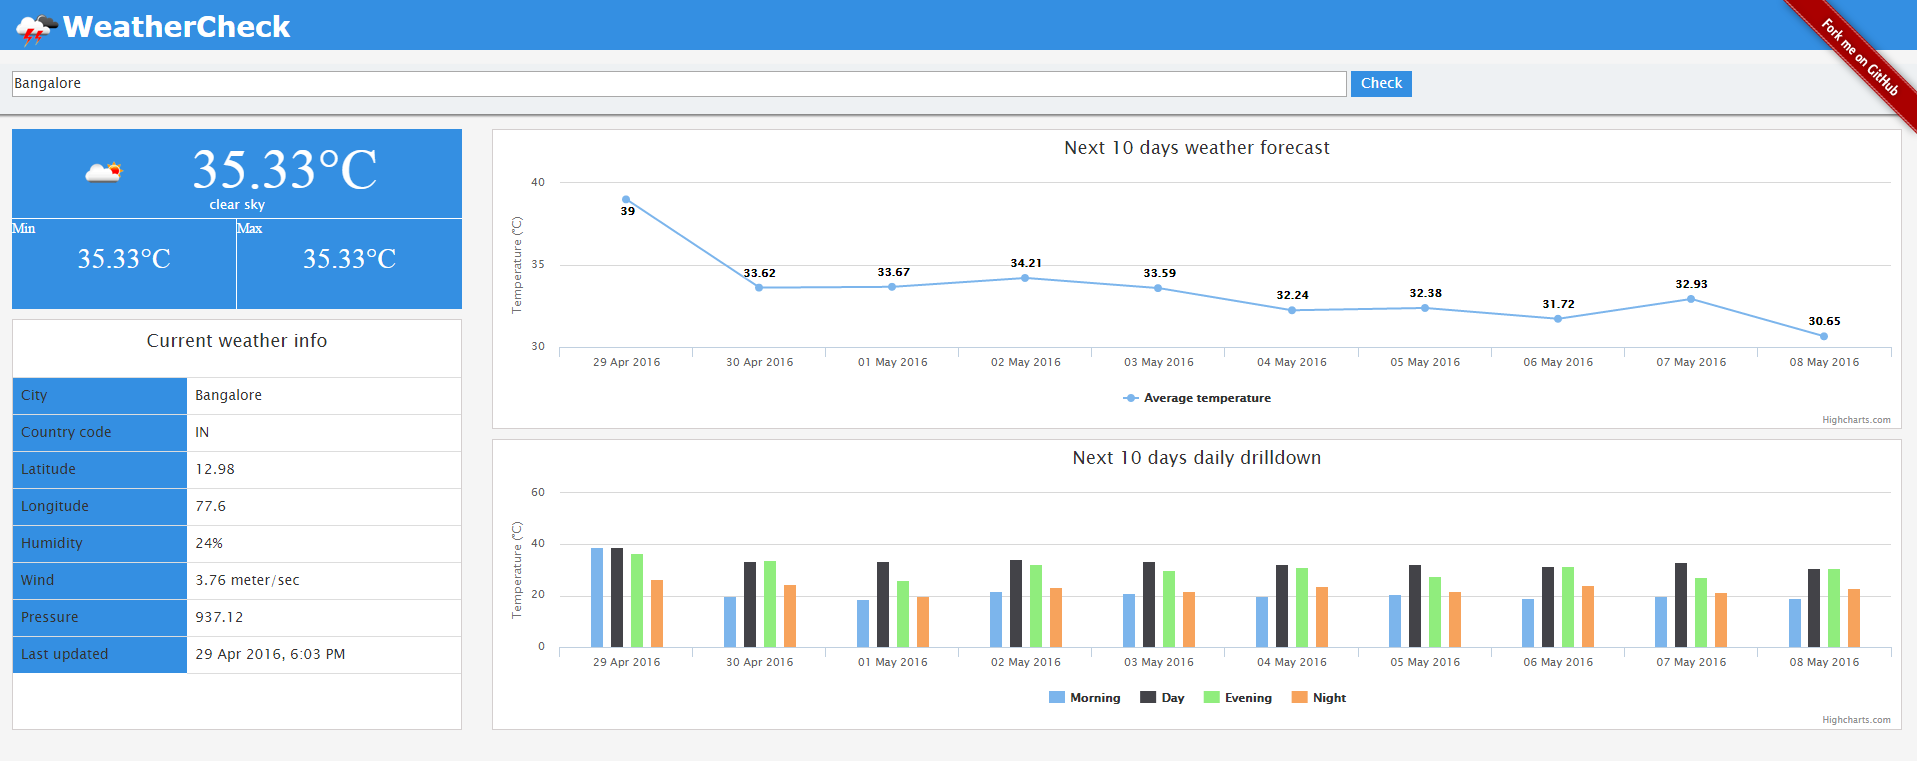 WeatherCheck
Fork me on GitHub
Bangalore
Check
35.33°C
clear sky
Min
35.33°C
Max
35.33°C
Current weather info
City Bangalore
Country code IN
Latitude 12.98
Longitude 77.6
Humidity 24%
Wind 3.76 meter/sec
Pressure 937.12
Last updated 29 Apr 2016, 6:03 PM
Next 10 days weather forecast
Temperature (°C)
40
35
30
39 33.62 33.67 34.21 33.59 32.24 32.38 31.72 32.93 30.65
29 Apr 2016 30 Apr 2016 01 May 2016 02 May 2016 03 May 2016 04 May 2016 05 May 2016 06 May 2016 07 May 2016 08 May 2016
Average temperature
Highcharts.com
Next 10 days daily drilldown
Temperature (°C)
60
40
20
0
29 Apr 2016 30 Apr 2016 01 May 2016 02 May 2016 03 May 2016 04 May 2016 05 May 2016 06 May 2016 07 May 2016 08 May 2016
Morning Day Evening Night
Highcharts.com